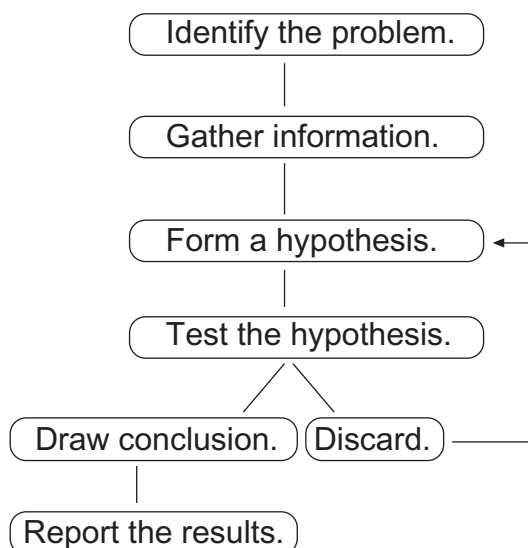 Identify the problem.
Gather information.
Form a hypothesis.
Test the hypothesis.
Draw conclusion.
Discard.
Report the results.